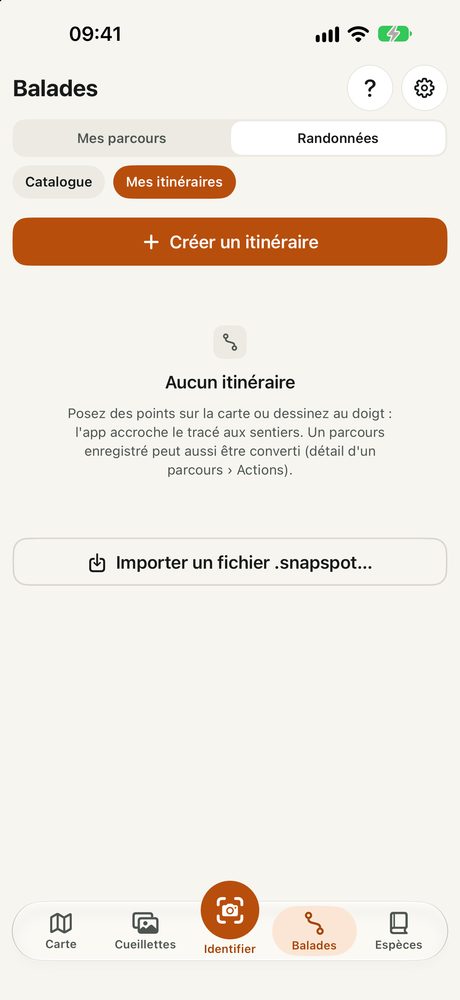 09:41
Balades
?
Mes parcours
Randonnées
Catalogue
Mes itinéraires
+ Créer un itinéraire
Aucun itinéraire
Posez des points sur la carte ou dessinez au doigt :
l'app accroche le tracé aux sentiers. Un parcours
enregistré peut aussi être converti (détail d'un
parcours › Actions).
Importer un fichier .snapspot...
Carte
Cueillettes
Identifier
Balades
Espèces